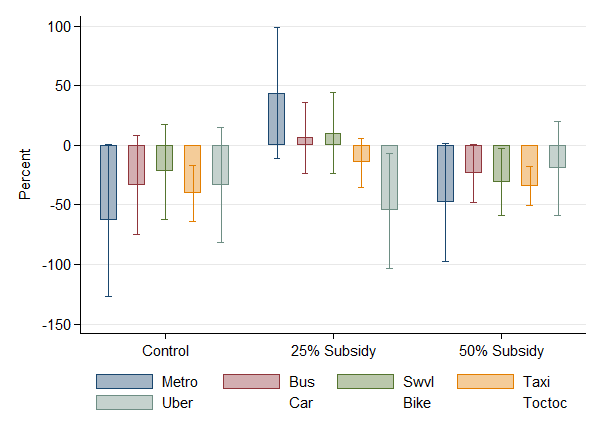 100
50
0
-50
-100
-150
Percent
Control 25% Subsidy 50% Subsidy
Metro Bus Swvl Taxi
Uber Car Bike Toctoc